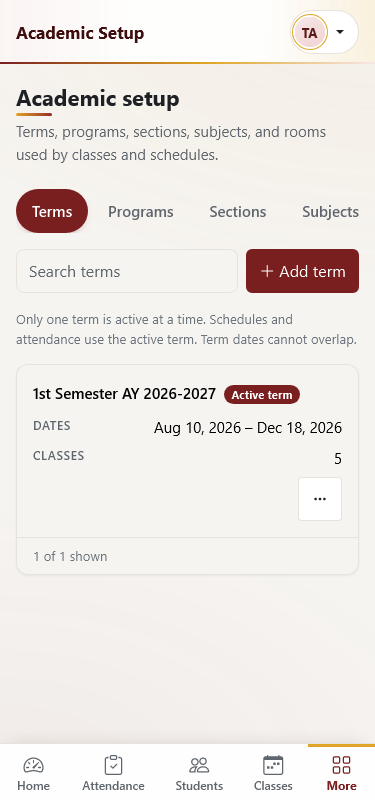 Academic Setup
TA
Academic setup
Terms, programs, sections, subjects, and rooms
used by classes and schedules.
Terms Programs Sections Subjects
Search terms
+ Add term
Only one term is active at a time. Schedules and
attendance use the active term. Term dates cannot overlap.
1st Semester AY 2026-2027 Active term
DATES Aug 10, 2026 – Dec 18, 2026
CLASSES 5
...
1 of 1 shown
Home Attendance Students Classes More